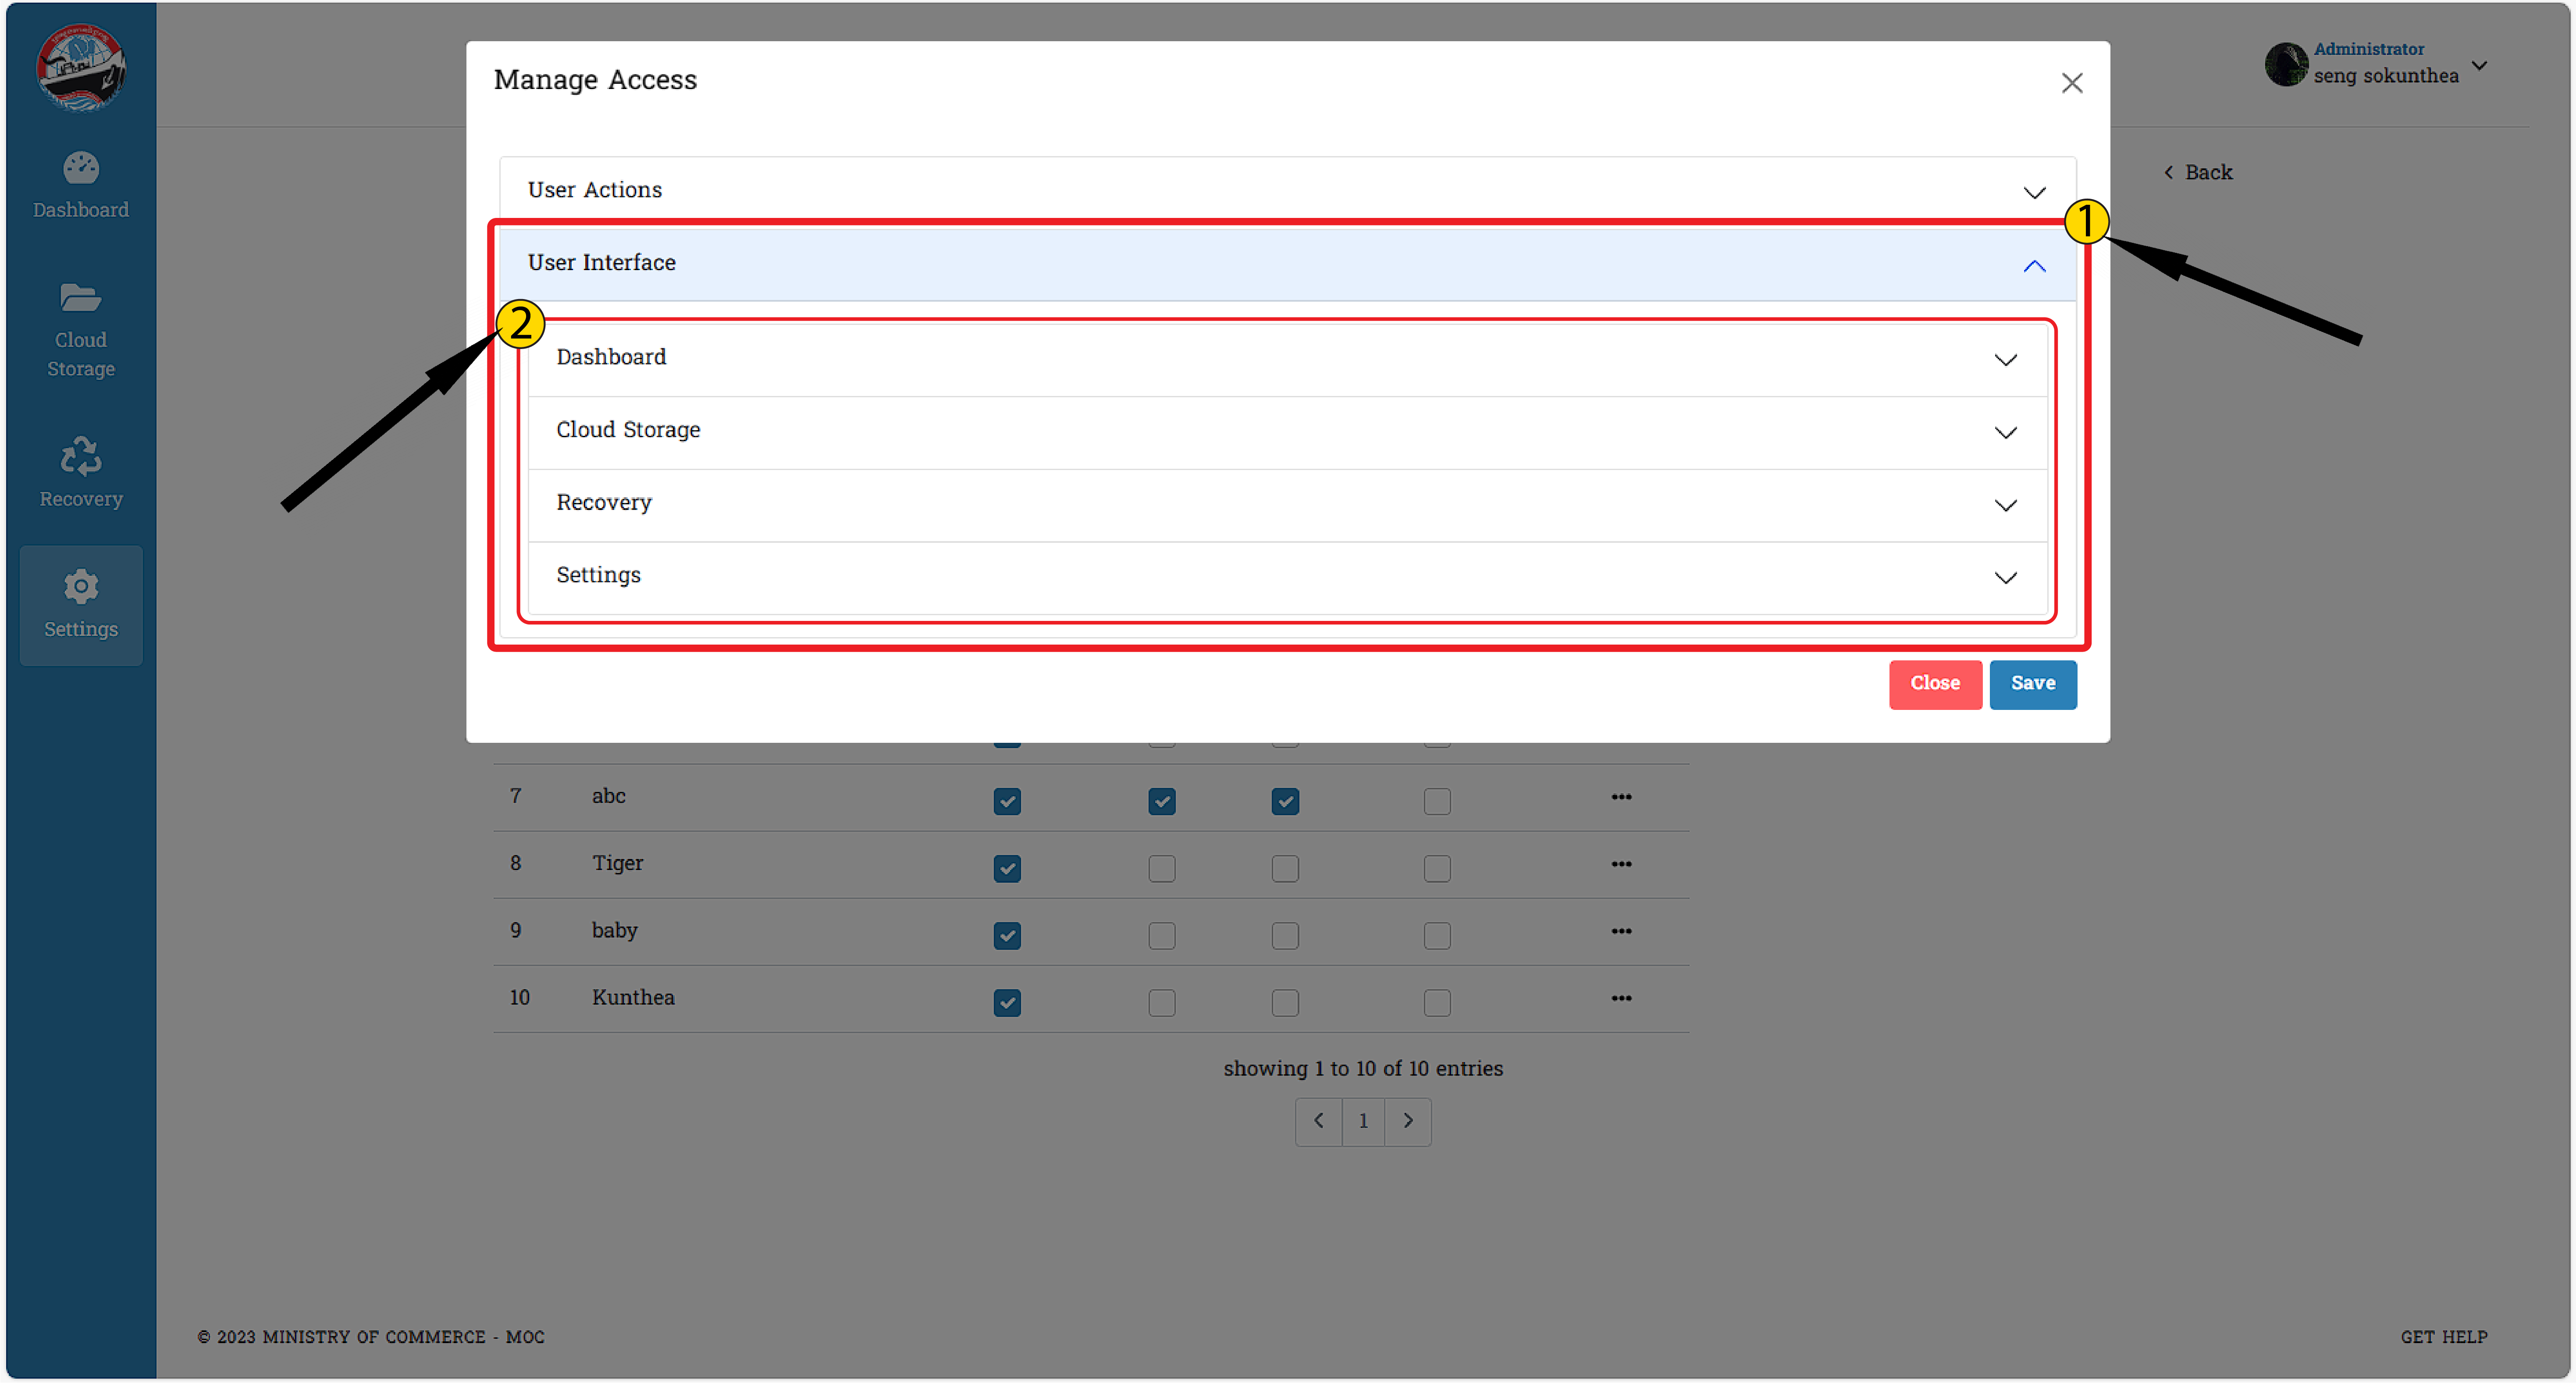 Administrator
seng sokunthea
Manage Access
Back
User Actions
1
User Interface
2
Dashboard
Cloud Storage
Recovery
Settings
Close Save
Dashboard
Cloud
Storage
Recovery
Settings
7 abc
8 Tiger
9 baby
10 Kunthea
showing 1 to 10 of 10 entries
1
© 2023 MINISTRY OF COMMERCE - MOC
GET HELP